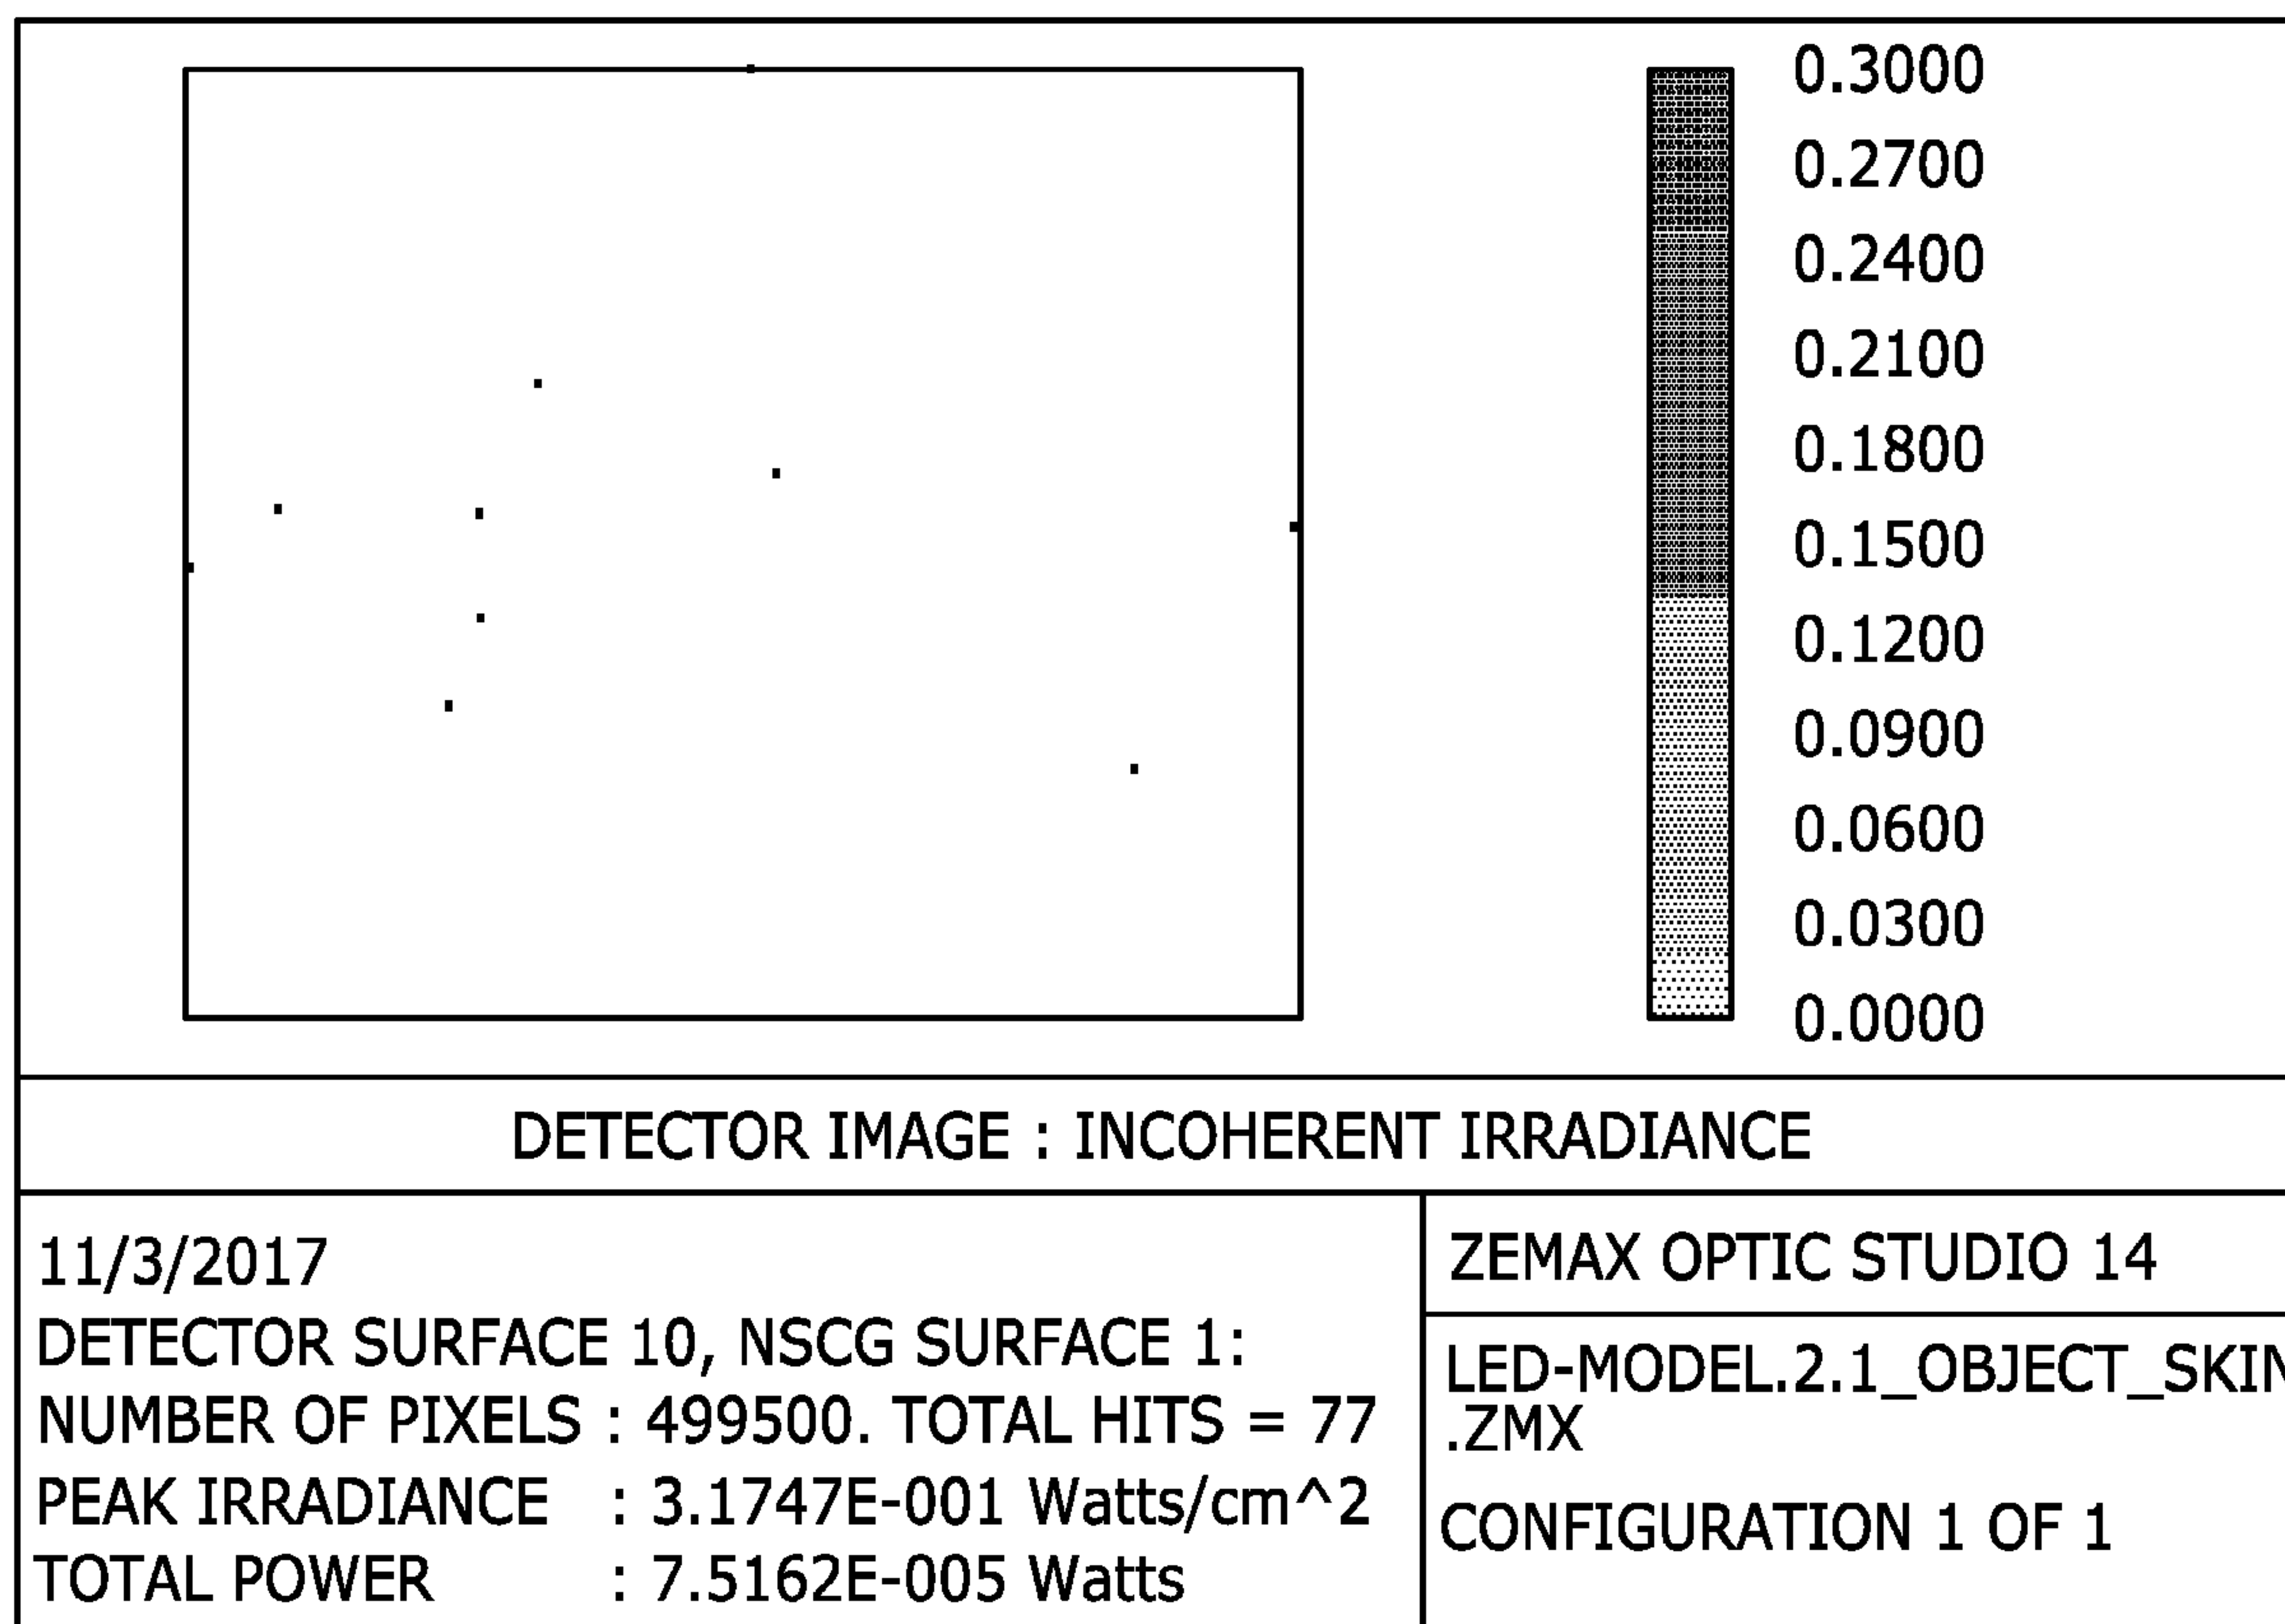 0.3000
0.2700
0.2400
0.2100
0.1800
0.1500
0.1200
0.0900
0.0600
0.0300
0.0000
DETECTOR IMAGE : INCOHERENT IRRADIANCE
11/3/2017
DETECTOR SURFACE 10, NSCG SURFACE 1:
NUMBER OF PIXELS : 499500. TOTAL HITS = 77
PEAK IRRADIANCE : 3.1747E-001 Watts/cm^2
TOTAL POWER : 7.5162E-005 Watts
ZEMAX OPTIC STUDIO 14
LED-MODEL.2.1_OBJECT_SKIN
.ZMX
CONFIGURATION 1 OF 1